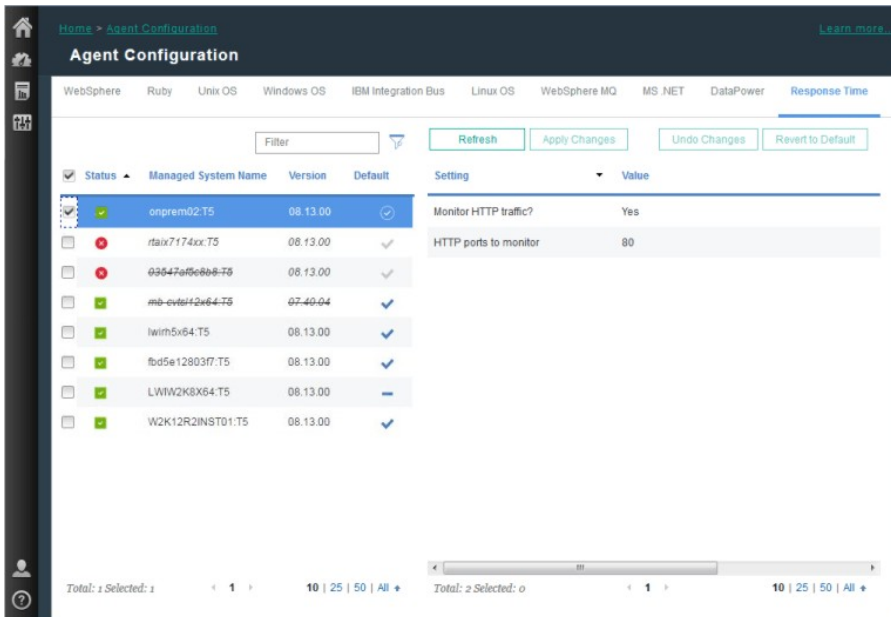 Home > Agent Configuration
Learn more...
Agent Configuration
WebSphere Ruby Unix OS Windows OS IBM Integration Bus Linux OS WebSphere MQ MS .NET DataPower Response Time
Filter
Refresh Apply Changes Undo Changes Revert to Default
Status Managed System Name Version Default
Setting Value
onprem02:T5 08.13.00
Monitor HTTP traffic? Yes
rtaix7174xx:T5 08.13.00
HTTP ports to monitor 80
03547af5c8b8:T5 08.13.00
mb-cvtsl12x64:T5 07.40.04
lwirh5x64:T5 08.13.00
fbd5e12803f7:T5 08.13.00
LWIW2K8X64:T5 08.13.00
W2K12R2INST01:T5 08.13.00
Total: 1 Selected: 1 1 10 | 25 | 50 | All
Total: 2 Selected: 0 1 10 | 25 | 50 | All